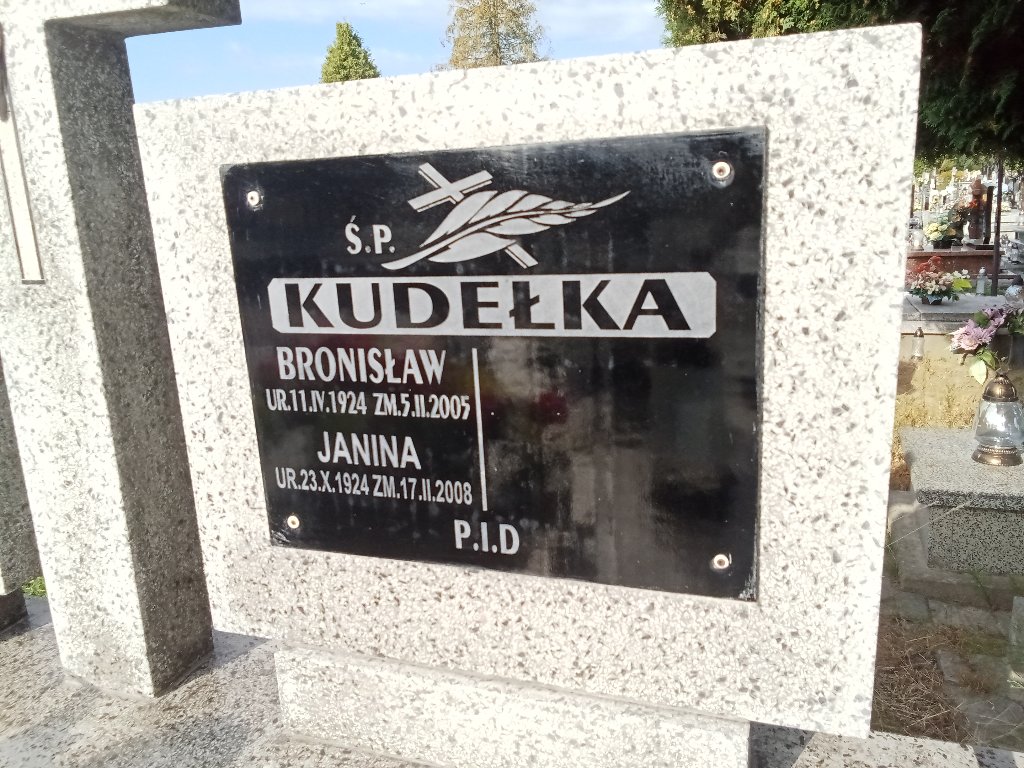 Ś.P.
KUDEŁKA
BRONISŁAW
UR.11.IV.1924 ZM.5.II.2005
JANINA
UR.23.X.1924 ZM.17.II.2008
P.I.D